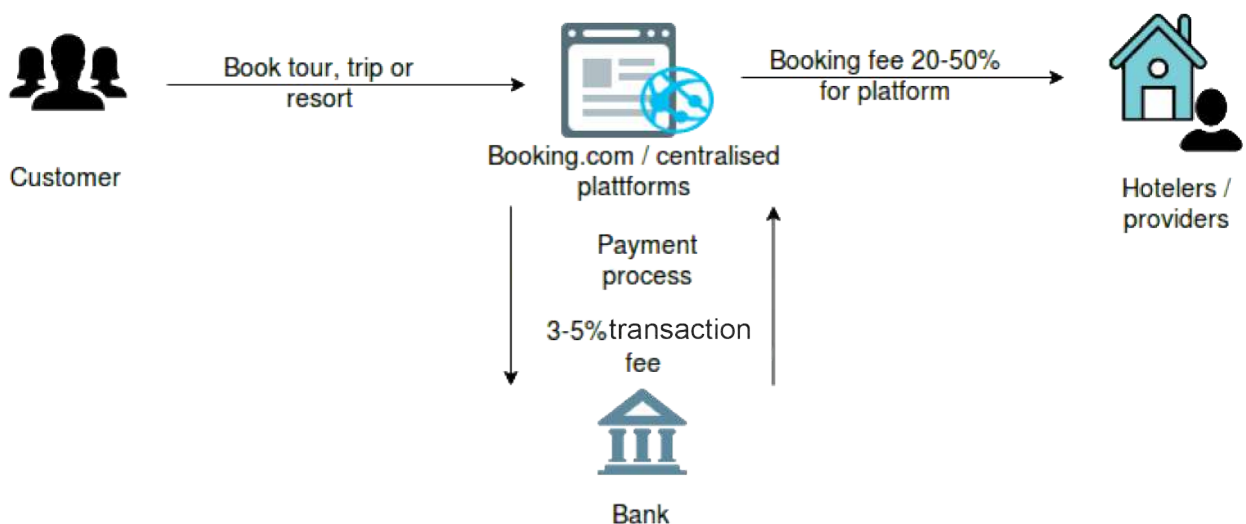 Book tour, trip or
resort
Booking fee 20-50%
for platform
Customer
Booking.com / centralised
plattforms
Hotelers /
providers
Payment
process
3-5%transaction
fee
Bank